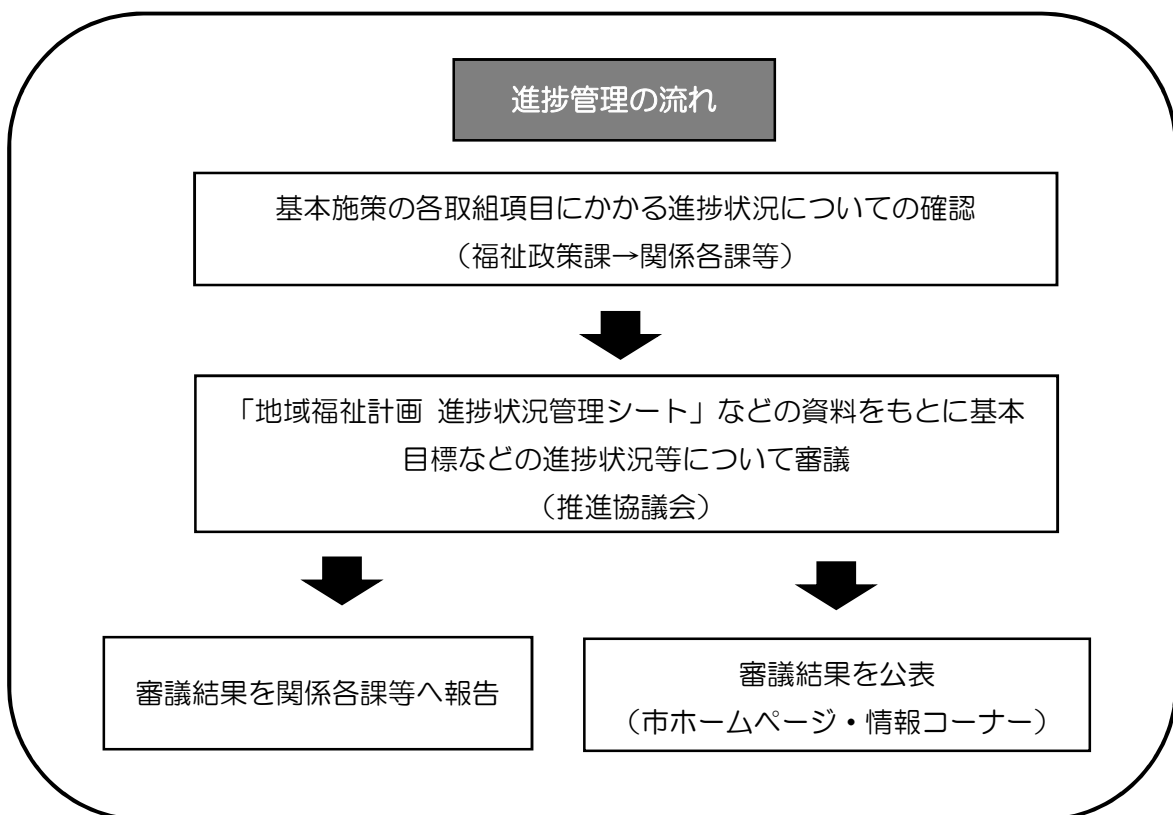 進捗管理の流れ
基本施策の各取組項目にかかる進捗状況についての確認
（福祉政策課→関係各課等）
「地域福祉計画 進捗状況管理シート」などの資料をもとに基本
目標などの進捗状況等について審議
（推進協議会）
審議結果を関係各課等へ報告
審議結果を公表
（市ホームページ・情報コーナー）